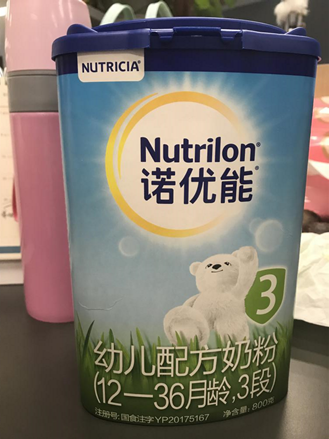 NUTRICIA®
Nutrilon®
诺优能®
3
幼儿配方奶粉
(12—36月龄,3段)
注册号: 国食注字YP20175167 净含量: 800克